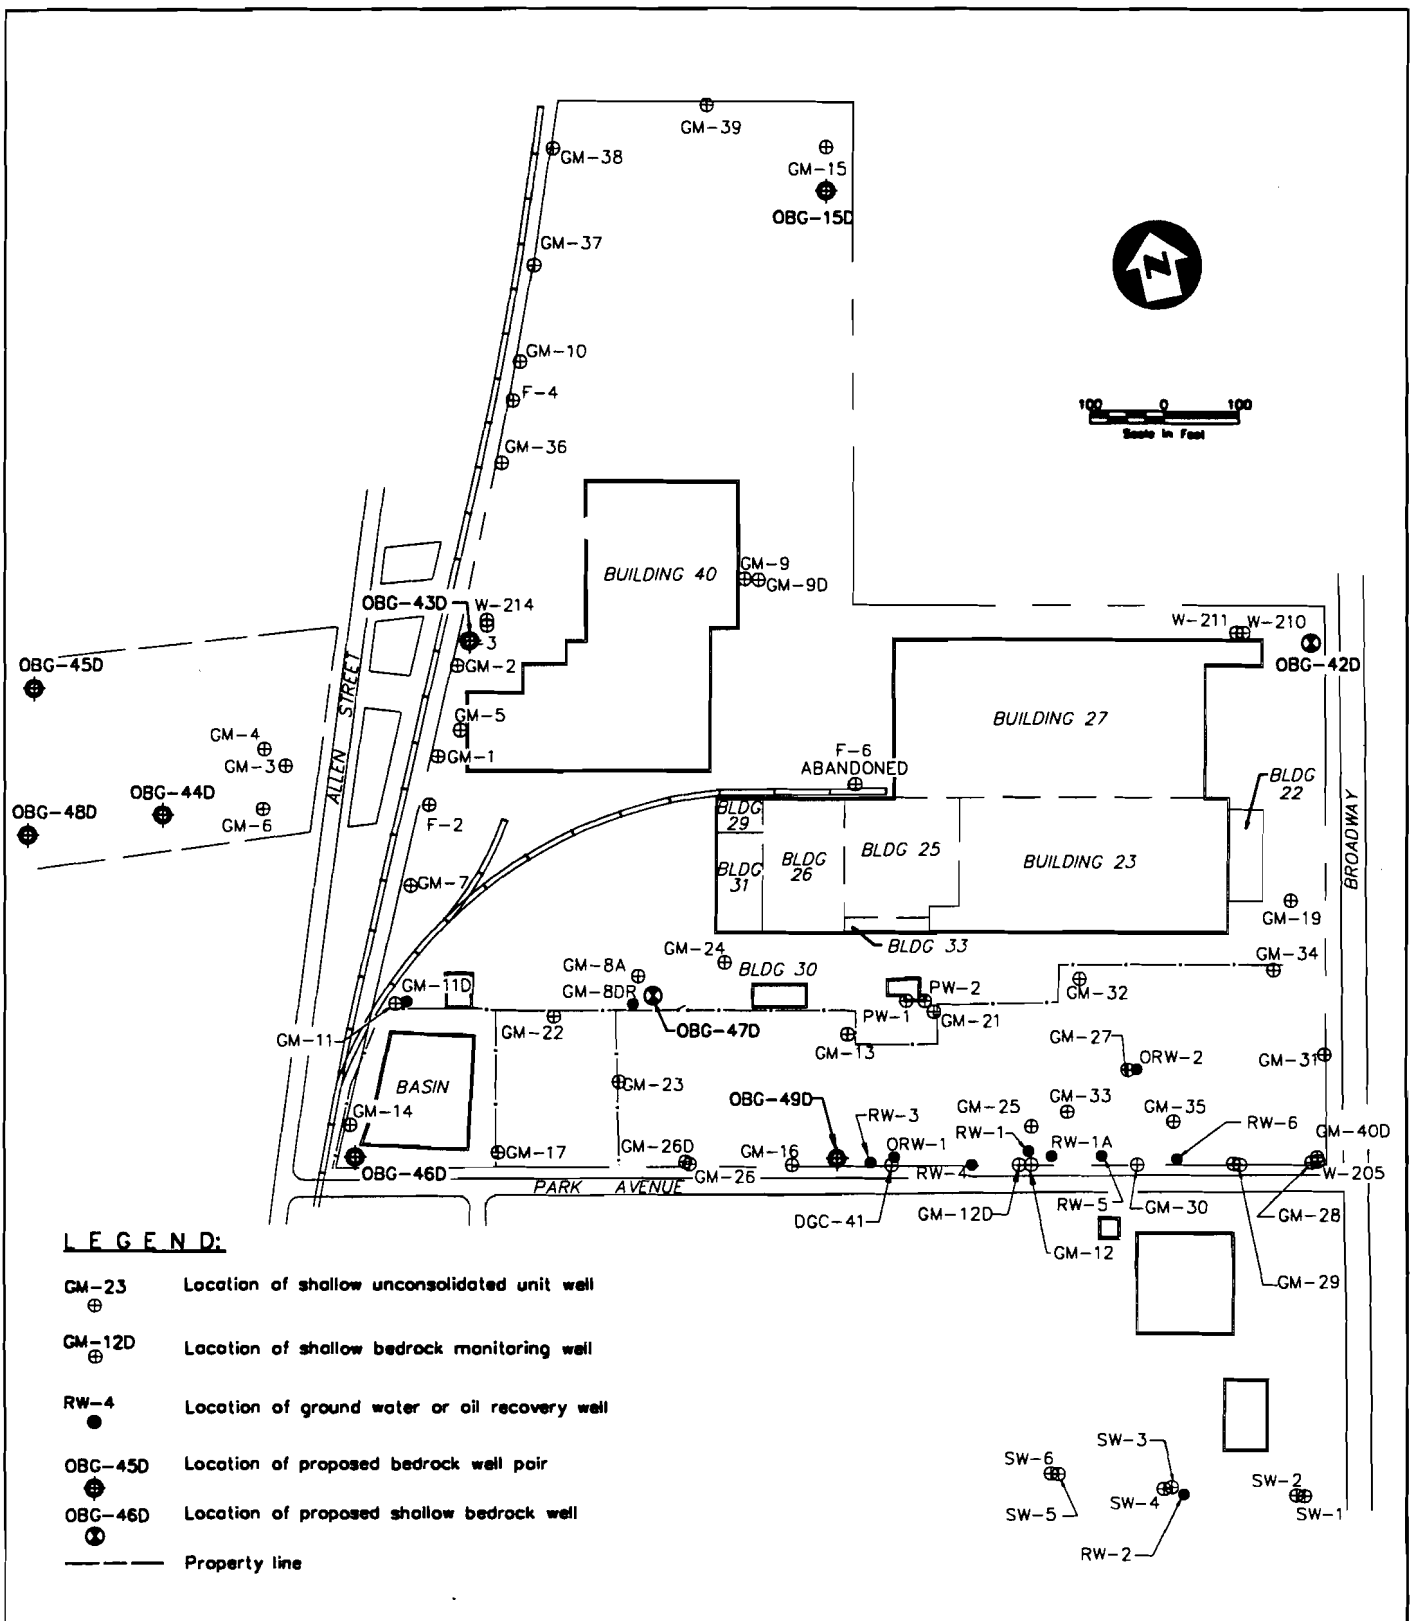 GM-39
GM-38
GM-15
OBG-15D
GM-37
N
GM-10
F-4
100 0 100
Scale in Feet
GM-36
BUILDING 40
GM-9
GM-9D
OBG-43D
W-214
-3
GM-2
W-211
W-210
OBG-42D
OBG-45D
ALLEN STREET
GM-5
BUILDING 27
GM-4
GM-3
GM-1
F-6
ABANDONED
BLDG
22
OBG-44D
OBG-48D
GM-6
F-2
BLDG
29
BLDG
31
BLDG
26
BLDG 25
BUILDING 23
BROADWAY
GM-7
GM-19
BLDG 33
GM-24
GM-8A
BLDG 30
GM-34
GM-11D
GM-8DR
PW-2
GM-32
OBG-47D
PW-1
GM-21
GM-11
GM-22
GM-13
GM-27
ORW-2
GM-31
BASIN
GM-23
GM-14
OBG-49D
RW-3
GM-25
GM-33
GM-35
RW-6
GM-40D
GM-17
GM-26D
GM-16
ORW-1
RW-1
RW-1A
OBG-46D
GM-26
RW-4
W-205
PARK AVENUE
DGC-41
GM-12D
RW-5
GM-30
GM-28
GM-12
GM-29
LEGEND:
GM-23 Location of shallow unconsolidated unit well
GM-12D Location of shallow bedrock monitoring well
RW-4 Location of ground water or oil recovery well
OBG-45D Location of proposed bedrock well pair
OBG-46D Location of proposed shallow bedrock well
Property line
SW-3
SW-6
SW-4
SW-2
SW-5
SW-1
RW-2